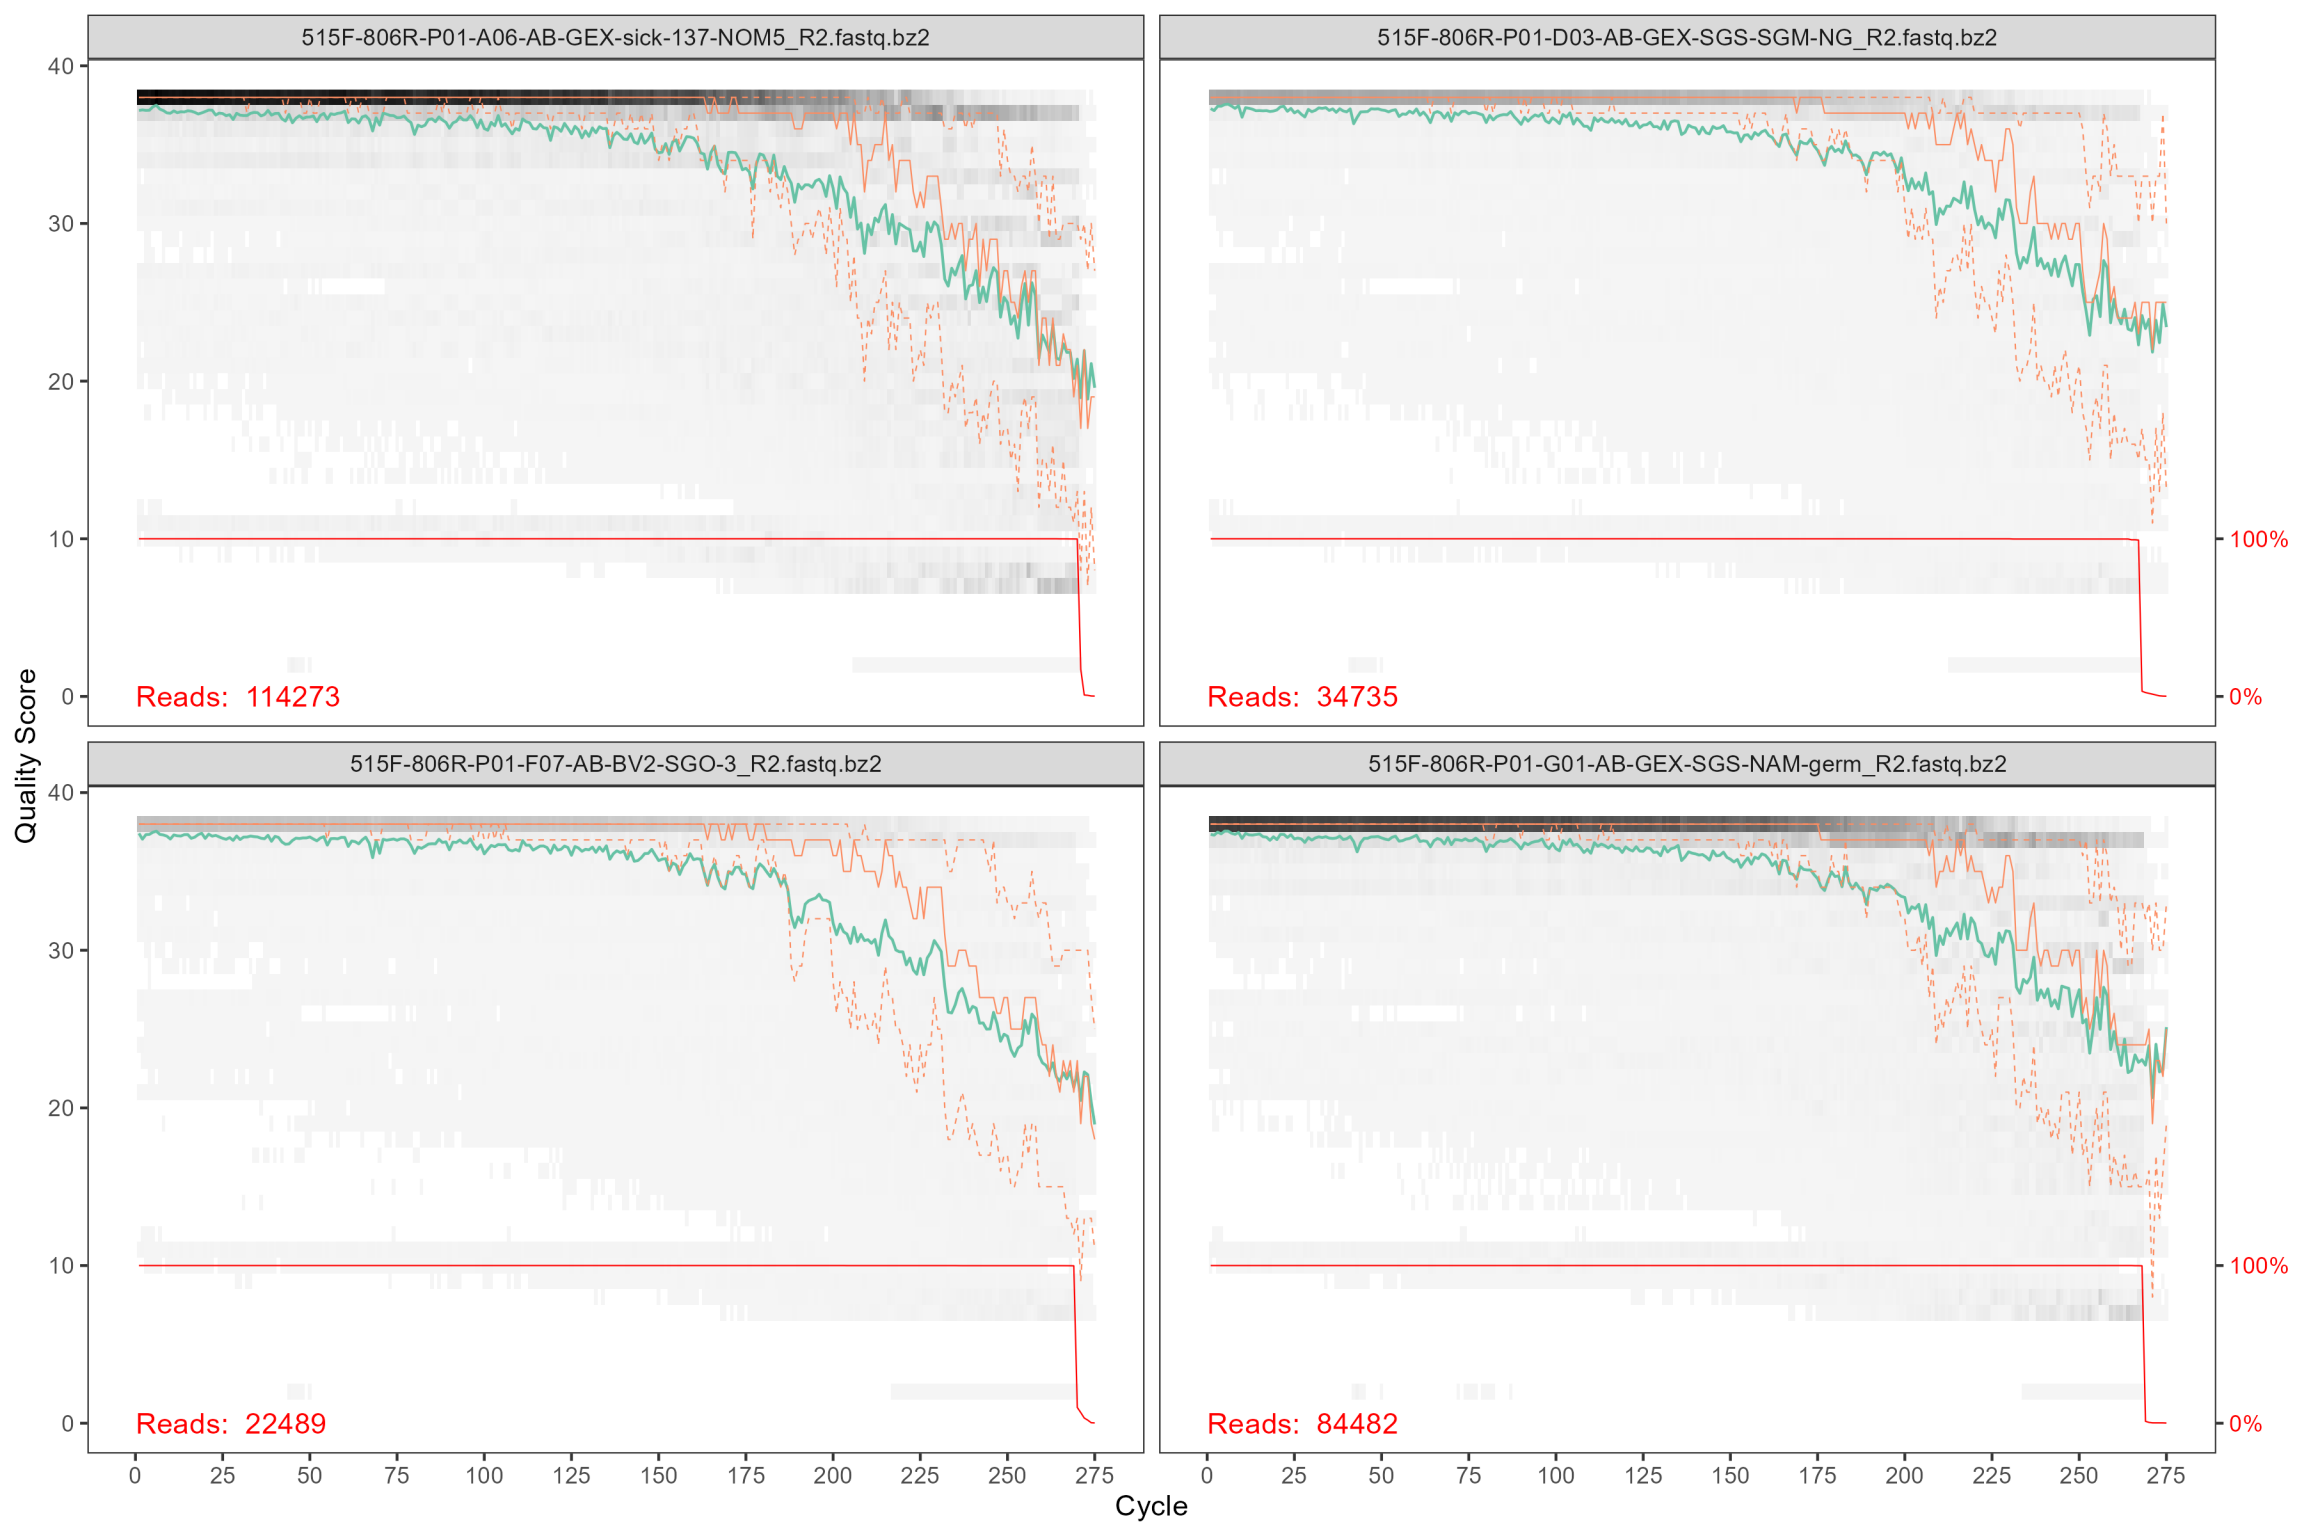 515F-806R-P01-A06-AB-GEX-sick-137-NOM5_R2.fastq.bz2
515F-806R-P01-D03-AB-GEX-SGS-SGM-NG_R2.fastq.bz2
40
30
20
10
0
Reads: 114273
Reads: 34735
100%
0%
Quality Score
515F-806R-P01-F07-AB-BV2-SGO-3_R2.fastq.bz2
515F-806R-P01-G01-AB-GEX-SGS-NAM-germ_R2.fastq.bz2
40
30
20
10
0
Reads: 22489
Reads: 84482
100%
0%
0 25 50 75 100 125 150 175 200 225 250 275
0 25 50 75 100 125 150 175 200 225 250 275
Cycle